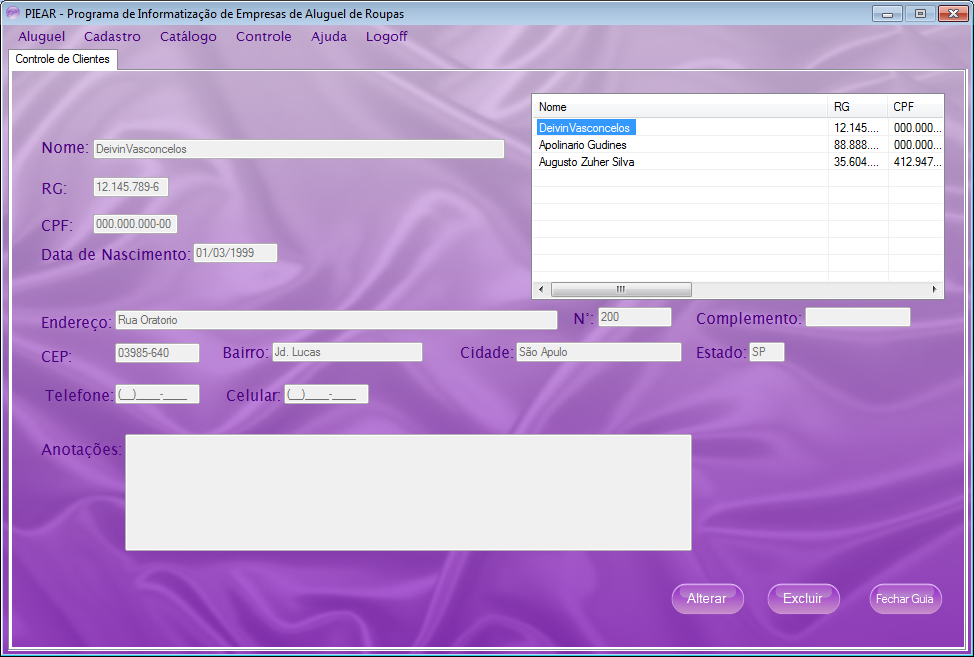 PIEAR - Programa de Informatização de Empresas de Aluguel de Roupas
Aluguel Cadastro Catálogo Controle Ajuda Logoff
Controle de Clientes
Nome RG CPF
DeivinVasconcelos 12.145.... 000.000...
Apolinario Gudines 88.888.... 000.000...
Augusto Zuher Silva 35.604.... 412.947...
Nome: DeivinVasconcelos
RG: 12.145.789-6
CPF: 000.000.000-00
Data de Nascimento: 01/03/1999
Endereço: Rua Oratorio N°: 200 Complemento:
CEP: 03985-640 Bairro: Jd. Lucas Cidade: São Apulo Estado: SP
Telefone: (__)____-____ Celular: (__)____-____
Anotações:
Alterar Excluir Fechar Guia